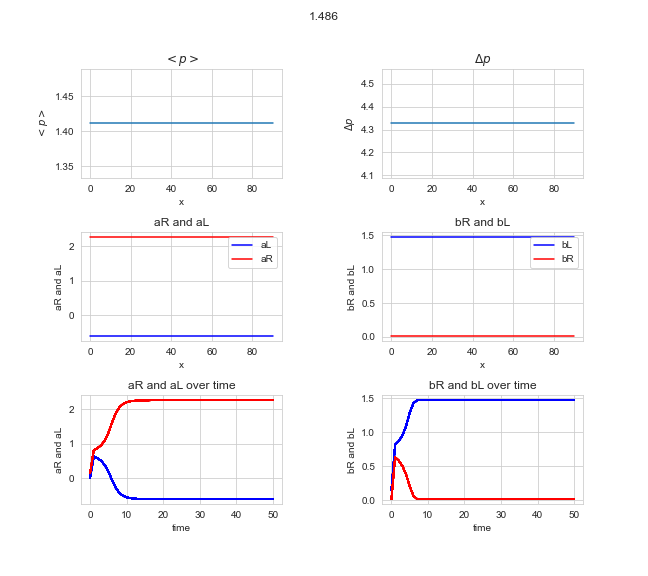 1.486
< p >
Δp
1.45
1.40
1.35
< p >
0 20 40 60 80
x
4.5
4.4
4.3
4.2
4.1
Δp
0 20 40 60 80
x
aR and aL
bR and bL
2
1
0
aR and aL
aL
aR
0 20 40 60 80
x
1.5
1.0
0.5
0.0
bR and bL
bL
bR
0 20 40 60 80
x
aR and aL over time
bR and bL over time
2
1
0
aR and aL
0 10 20 30 40 50
time
1.5
1.0
0.5
0.0
bR and bL
0 10 20 30 40 50
time